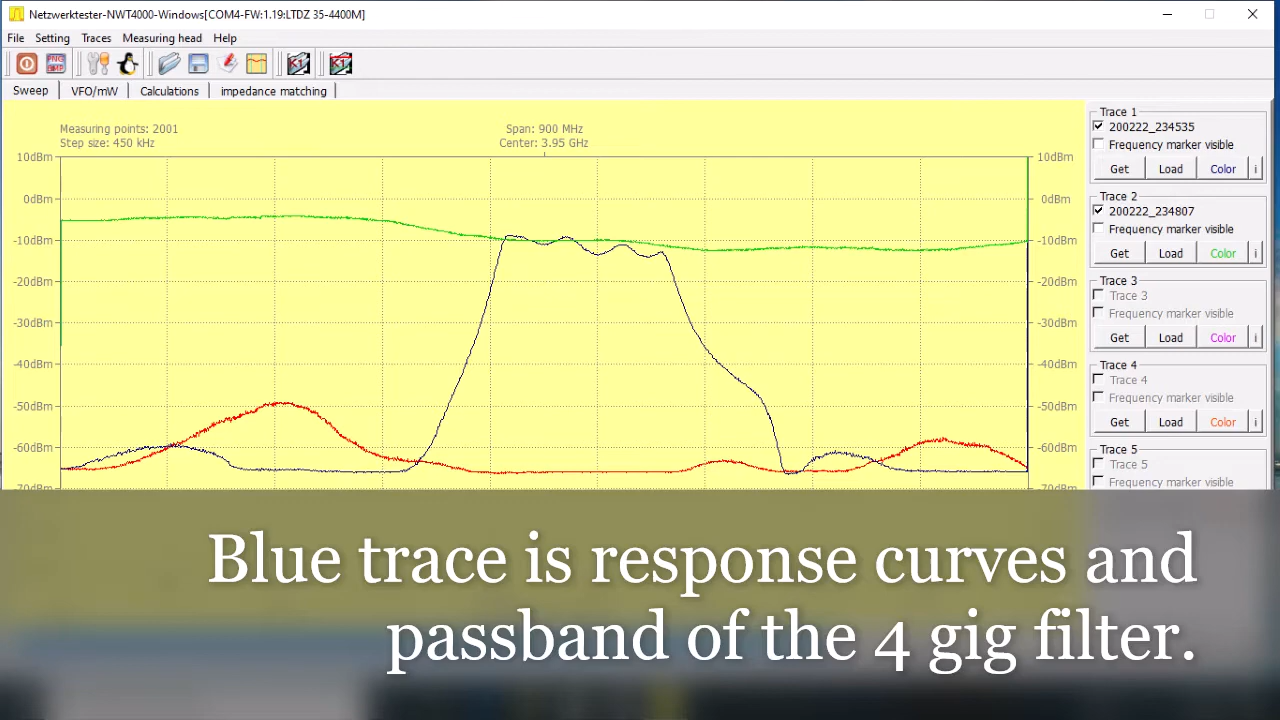 Netzwerktester-NWT4000-Windows[COM4-FW:1.19:LTDZ 35-4400M]
File Setting Traces Measuring head Help
Sweep VFO/mW Calculations impedance matching
Measuring points: 2001
Step size: 450 kHz
Span: 900 MHz
Center: 3.95 GHz
10dBm
0dBm
-10dBm
-20dBm
-30dBm
-40dBm
-50dBm
-60dBm
-70dBm
10dBm
0dBm
-10dBm
-20dBm
-30dBm
-40dBm
-50dBm
-60dBm
-70dBm
Trace 1
200222_234535
Frequency marker visible
Get Load Color i
Trace 2
200222_234807
Frequency marker visible
Get Load Color i
Trace 3
Trace 3
Frequency marker visible
Get Load Color i
Trace 4
Trace 4
Frequency marker visible
Get Load Color i
Trace 5
Trace 5
Frequency marker visible
Blue trace is response curves and
passband of the 4 gig filter.